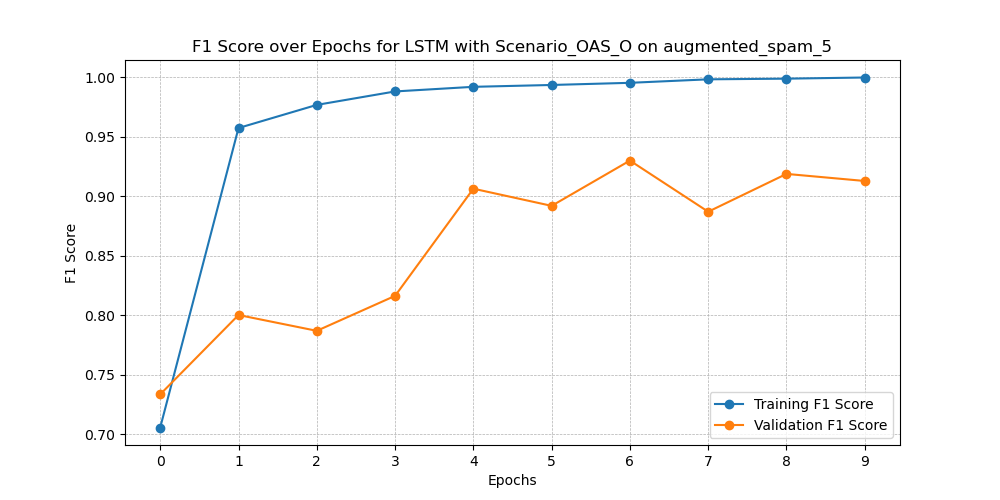 F1 Score over Epochs for LSTM with Scenario_OAS_O on augmented_spam_5
F1 Score
1.00
0.95
0.90
0.85
0.80
0.75
0.70
Training F1 Score
Validation F1 Score
0 1 2 3 4 5 6 7 8 9
Epochs